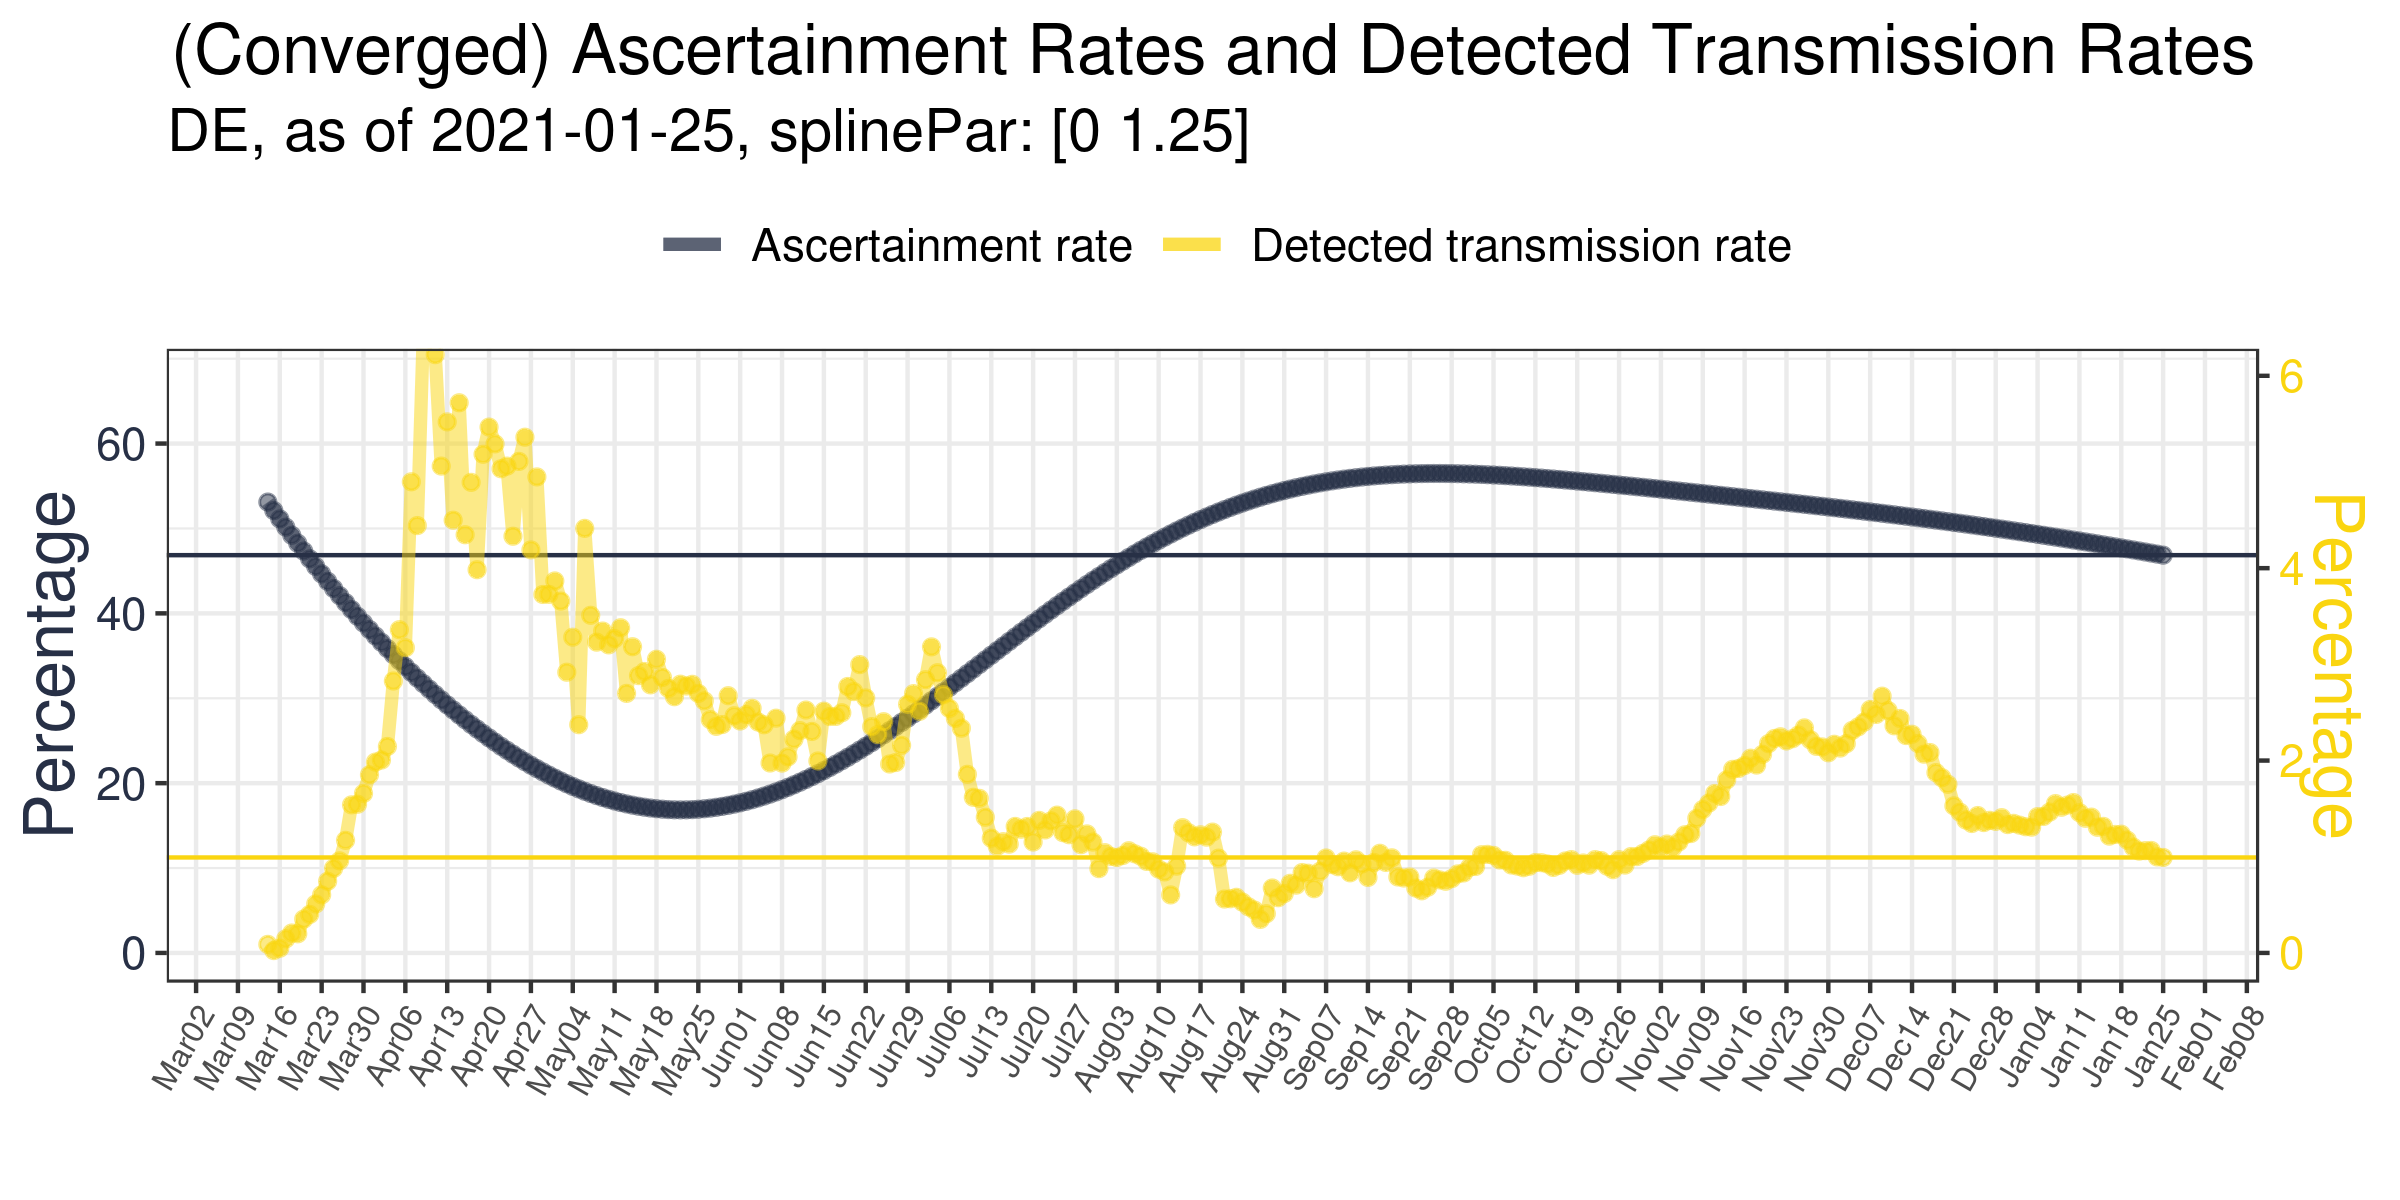 (Converged) Ascertainment Rates and Detected Transmission Rates
DE, as of 2021-01-25, splinePar: [0 1.25]
Ascertainment rate Detected transmission rate
Percentage
60
40
20
0
6
4
2
0
Percentage
Mar02 Mar09 Mar16 Mar23 Mar30 Apr06 Apr13 Apr20 Apr27 May04 May11 May18 May25 Jun01 Jun08 Jun15 Jun22 Jun29 Jul06 Jul13 Jul20 Jul27 Aug03 Aug10 Aug17 Aug24 Aug31 Sep07 Sep14 Sep21 Sep28 Oct05 Oct12 Oct19 Oct26 Nov02 Nov09 Nov16 Nov23 Nov30 Dec07 Dec14 Dec21 Dec28 Jan04 Jan11 Jan18 Jan25 Feb01 Feb08